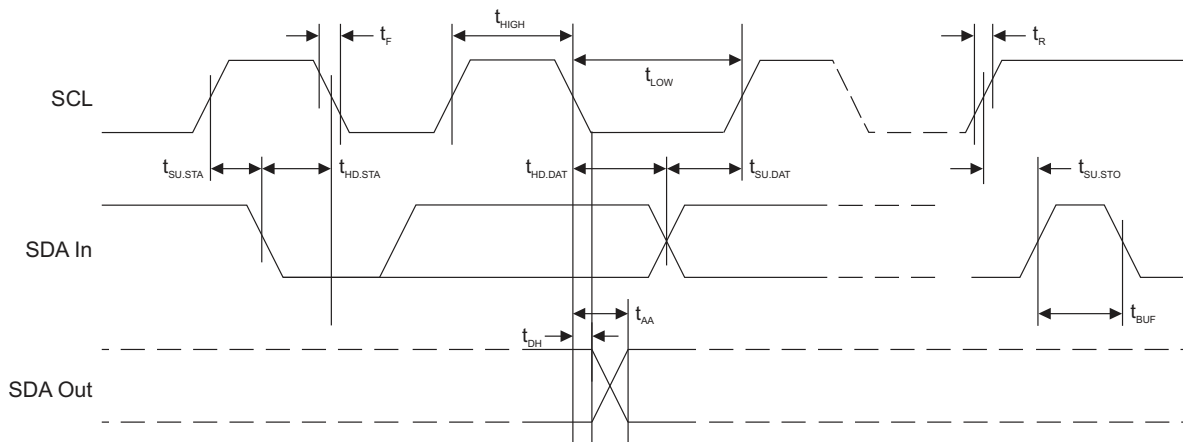 tHIGH
tF
tR
tLOW
SCL
tSU.STA
tHD.STA
tHD.DAT
tSU.DAT
tSU.STO
SDA In
tAA
tBUF
tDH
SDA Out